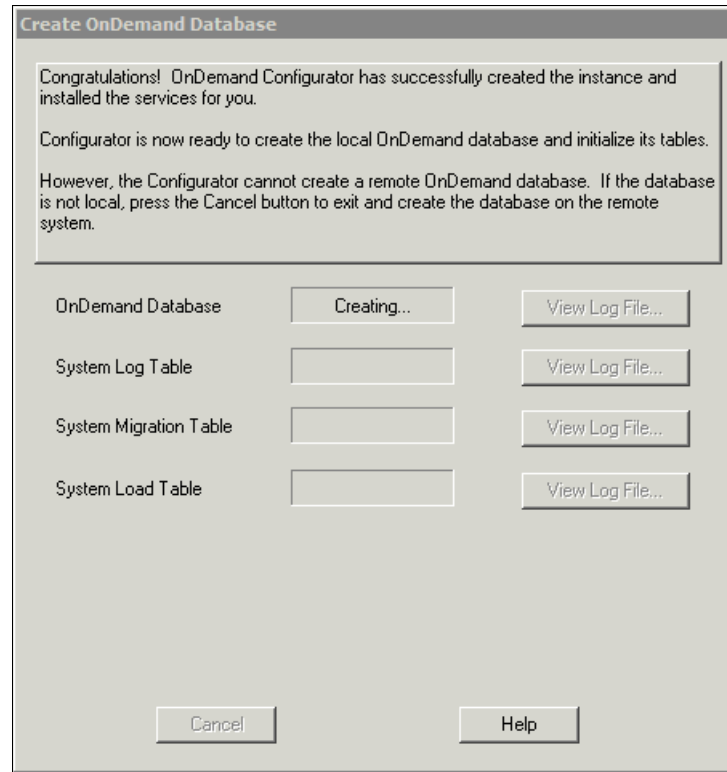 Create OnDemand Database
Congratulations! OnDemand Configurator has successfully created the instance and
installed the services for you.
Configurator is now ready to create the local OnDemand database and initialize its tables.
However, the Configurator cannot create a remote OnDemand database. If the database
is not local, press the Cancel button to exit and create the database on the remote
system.
OnDemand Database Creating... View Log File...
System Log Table View Log File...
System Migration Table View Log File...
System Load Table View Log File...
Cancel Help